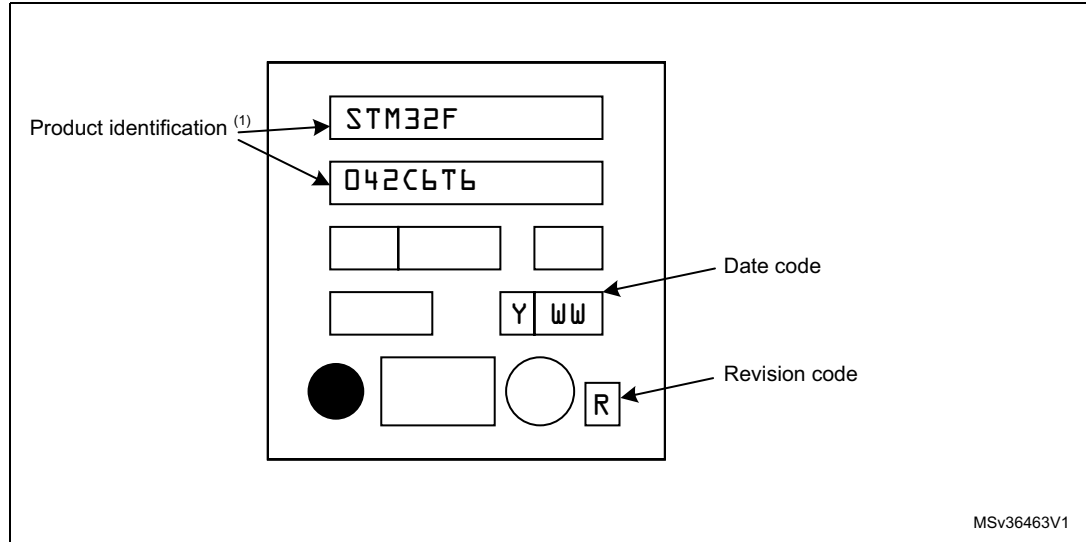 STM32F
Product identification (1)
042C6T6
Date code
Y WW
Revision code
R
MSv36463V1